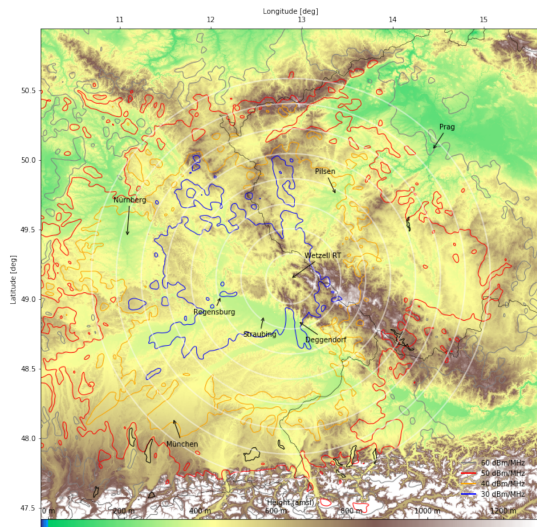 Longitude [deg]
11 12 13 14 15
50.5
Prag
50.0
Pilsen
Nürnberg
49.5
Wetzell RT
Latitude [deg]
49.0
Regensburg
Straubing
Deggendorf
48.5
München
48.0
60 dBm/MHz
50 dBm/MHz
40 dBm/MHz
30 dBm/MHz
47.5
Height (amsl)
0 m 200 m 400 m 600 m 800 m 1000 m 1200 m